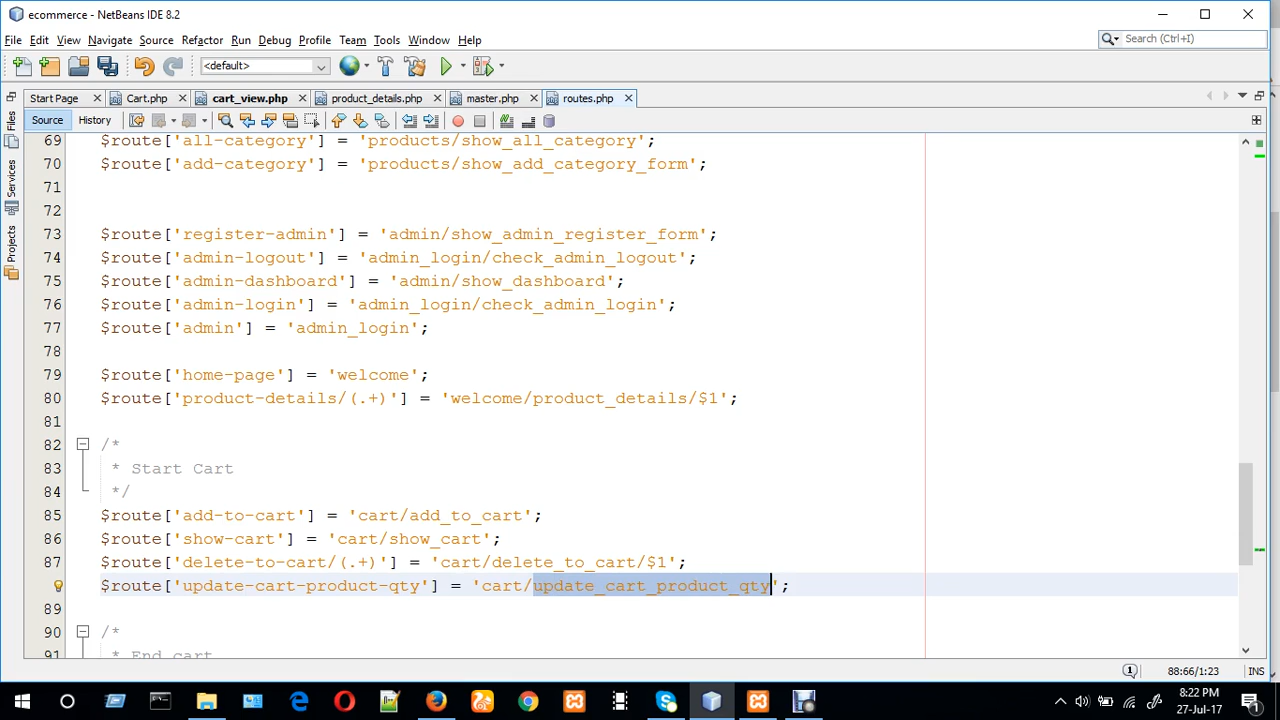 ecommerce - NetBeans IDE 8.2
File Edit View Navigate Source Refactor Run Debug Profile Team Tools Window Help
Search (Ctrl+I)
<default>
Start Page Cart.php cart_view.php product_details.php master.php routes.php
Source History
Files
Services
Projects
69 $route['all-category'] = 'products/show_all_category';
70 $route['add-category'] = 'products/show_add_category_form';
71
72
73 $route['register-admin'] = 'admin/show_admin_register_form';
74 $route['admin-logout'] = 'admin_login/check_admin_logout';
75 $route['admin-dashboard'] = 'admin/show_dashboard';
76 $route['admin-login'] = 'admin_login/check_admin_login';
77 $route['admin'] = 'admin_login';
78
79 $route['home-page'] = 'welcome';
80 $route['product-details/(.+)'] = 'welcome/product_details/$1';
81
82 /*
83 * Start Cart
84 */
85 $route['add-to-cart'] = 'cart/add_to_cart';
86 $route['show-cart'] = 'cart/show_cart';
87 $route['delete-to-cart/(.+)'] = 'cart/delete_to_cart/$1';
88 $route['update-cart-product-qty'] = 'cart/update_cart_product_qty';
89
90 /*
91 * End cart
88:66/1:23 INS
8:22 PM
27-Jul-17